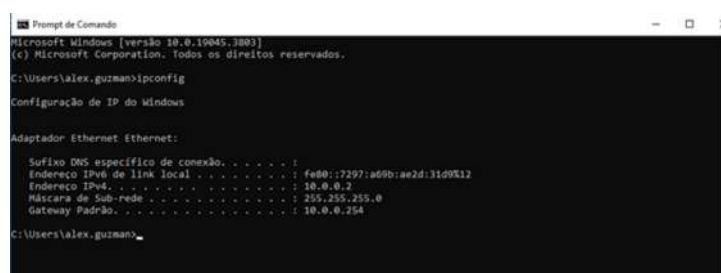 Prompt de Comando
Microsoft Windows [versão 10.0.19045.3803]
(c) Microsoft Corporation. Todos os direitos reservados.
C:\Users\alex.guzman>ipconfig
Configuração de IP do Windows
Adaptador Ethernet Ethernet:
Sufixo DNS específico de conexão. . . . . . :
Endereço IPv6 de link local . . . . . . . . : fe80::7297:a69b:ae2d:31d9%12
Endereço IPv4. . . . . . . . . . . . . . . : 10.0.0.2
Máscara de Sub-rede . . . . . . . . . . . . : 255.255.255.0
Gateway Padrão. . . . . . . . . . . . . . . : 10.0.0.254
C:\Users\alex.guzman>_